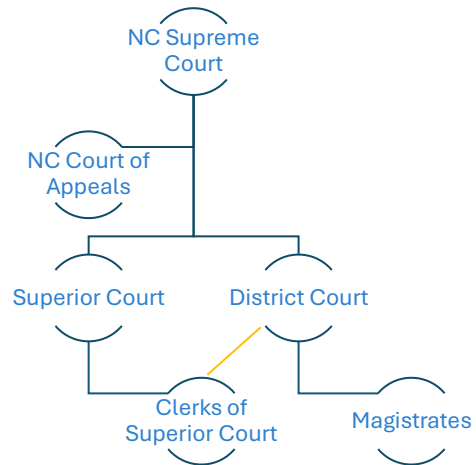 NC Supreme
Court
NC Court of
Appeals
Superior Court
District Court
Clerks of
Superior Court
Magistrates